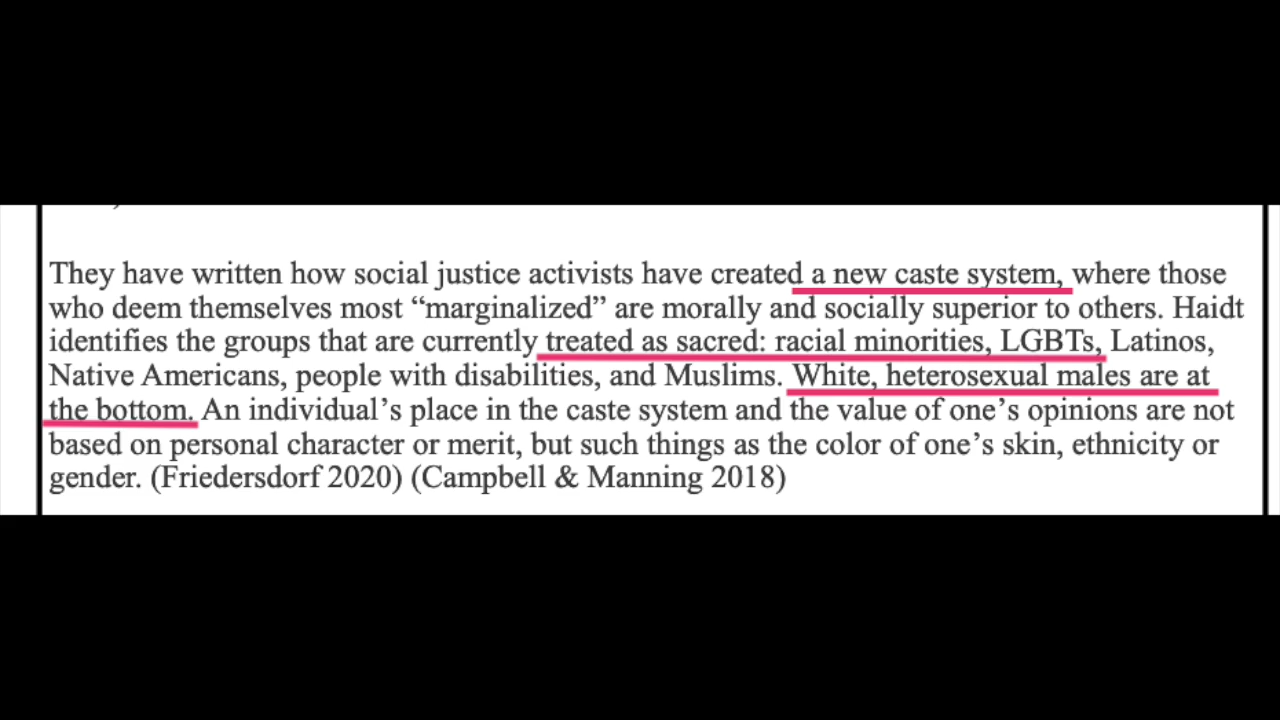 They have written how social justice activists have created a new caste system, where those
who deem themselves most “marginalized” are morally and socially superior to others. Haidt
identifies the groups that are currently treated as sacred: racial minorities, LGBTs, Latinos,
Native Americans, people with disabilities, and Muslims. White, heterosexual males are at
the bottom. An individual’s place in the caste system and the value of one’s opinions are not
based on personal character or merit, but such things as the color of one’s skin, ethnicity or
gender. (Friedersdorf 2020) (Campbell & Manning 2018)